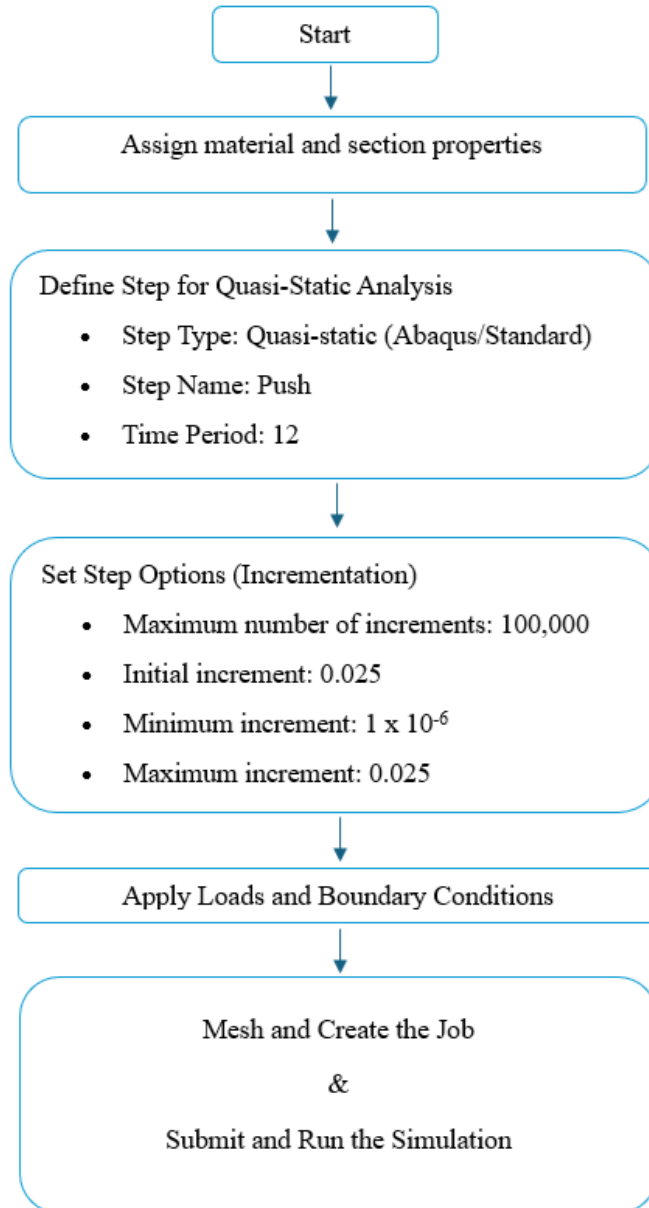 Start
Assign material and section properties
Define Step for Quasi-Static Analysis
• Step Type: Quasi-static (Abaqus/Standard)
• Step Name: Push
• Time Period: 12
Set Step Options (Incrementation)
• Maximum number of increments: 100,000
• Initial increment: 0.025
• Minimum increment: 1 x 10⁻⁶
• Maximum increment: 0.025
Apply Loads and Boundary Conditions
Mesh and Create the Job
&
Submit and Run the Simulation